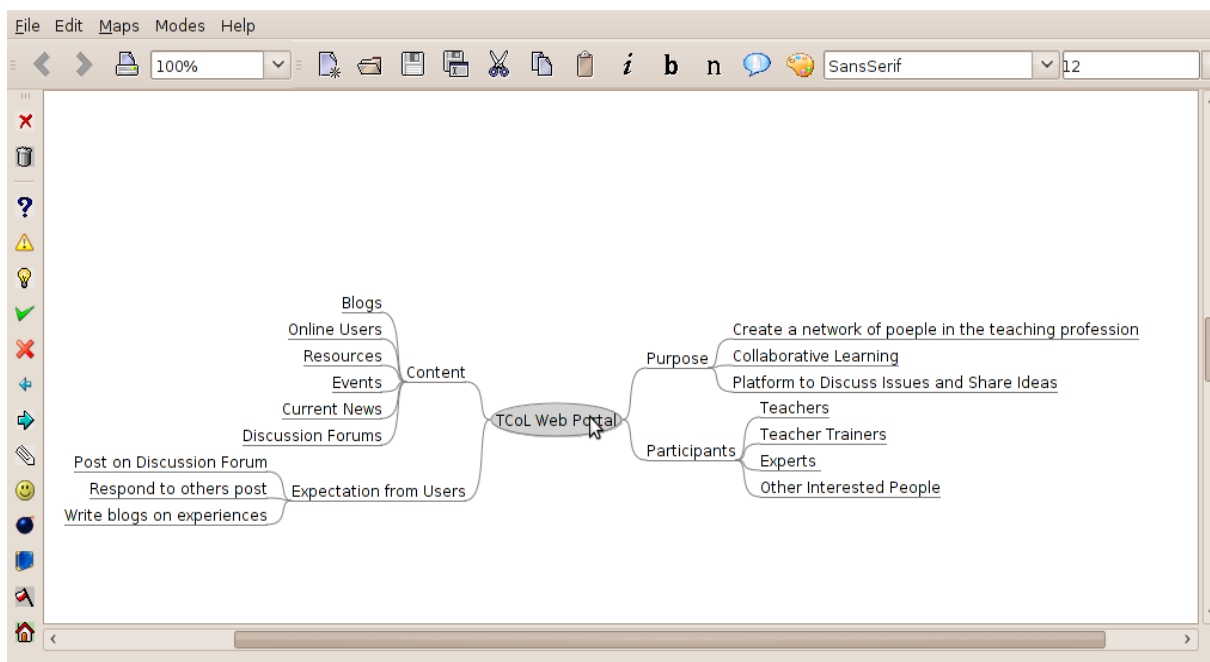 File Edit Maps Modes Help
100% i b n SansSerif 12
Blogs
Online Users
Resources
Events
Current News
Discussion Forums
Content
Post on Discussion Forum
Respond to others post
Write blogs on experiences
Expectation from Users
TCoL Web Portal
Purpose
Create a network of poeple in the teaching profession
Collaborative Learning
Platform to Discuss Issues and Share Ideas
Participants
Teachers
Teacher Trainers
Experts
Other Interested People